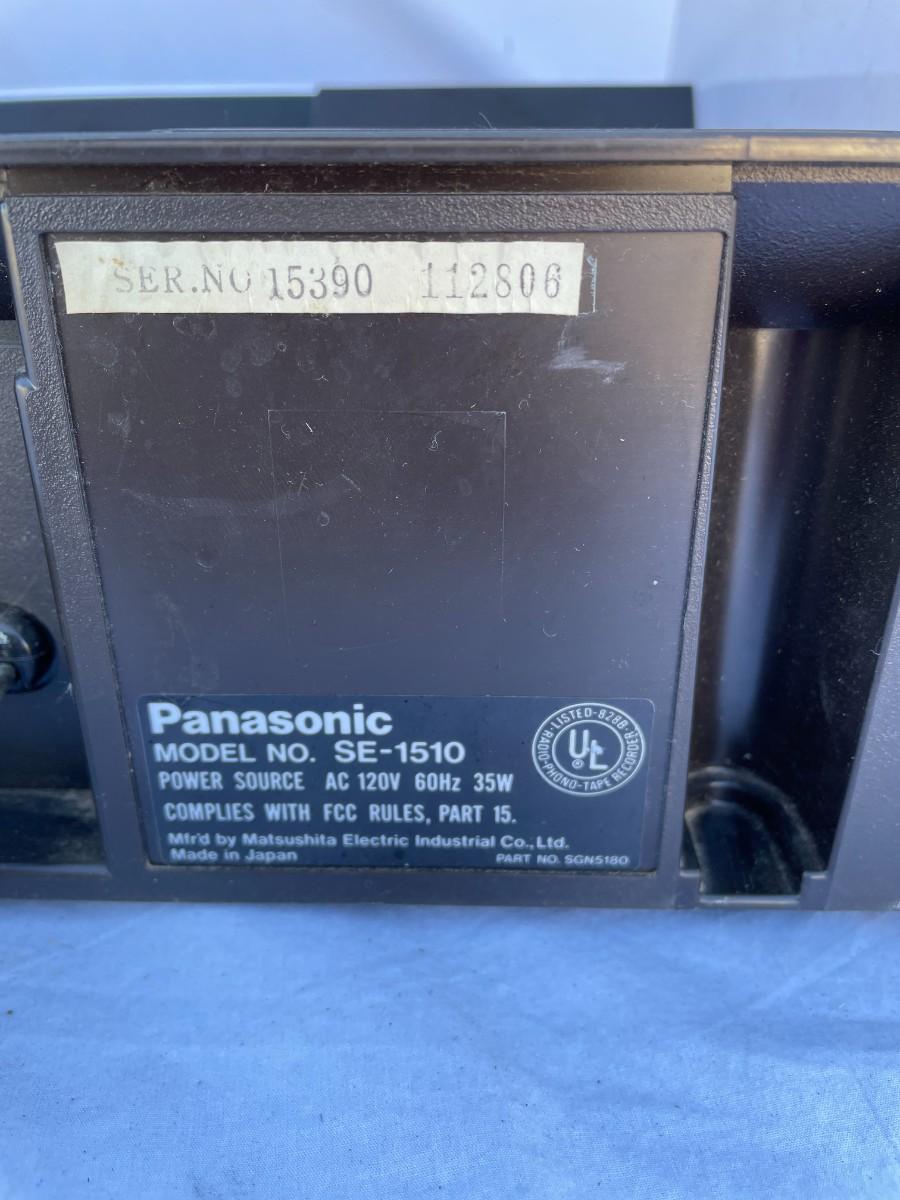 SER.NO 15390 112806
Panasonic
MODEL NO. SE-1510
POWER SOURCE AC 120V 60Hz 35W
COMPLIES WITH FCC RULES, PART 15.
Mfr'd by Matsushita Electric Industrial Co., Ltd.
Made in Japan PART NO. SGN5180
LISTED-828B-
UL®
RADIO-PHONO-TAPE RECORDER